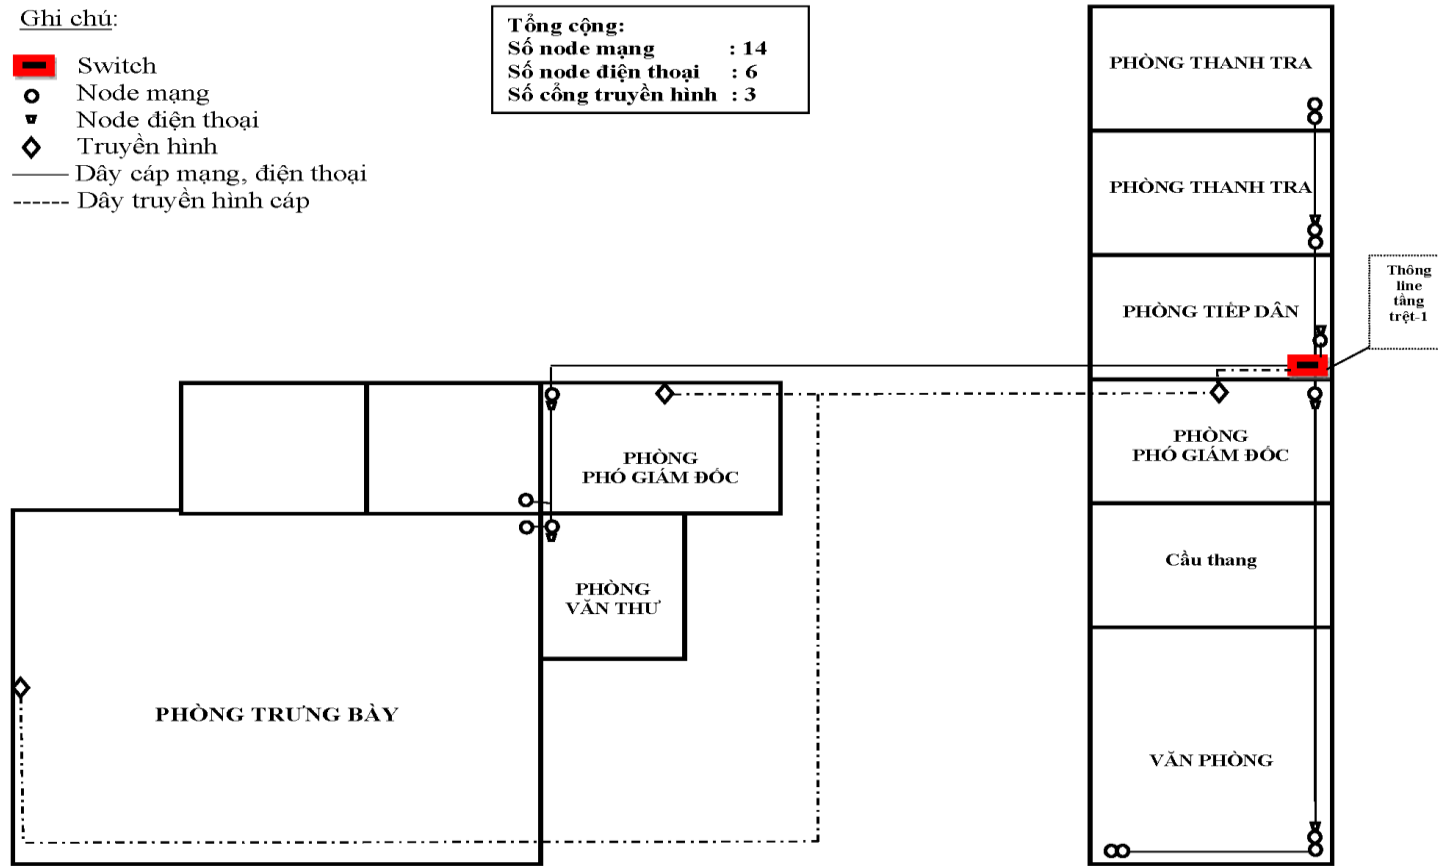 Ghi chú:
Switch
Node mạng
Node điện thoại
Truyền hình
Dây cáp mạng, điện thoại
Dây truyền hình cáp
Tổng cộng:
Số node mạng : 14
Số node điện thoại : 6
Số cổng truyền hình : 3
PHÒNG THANH TRA
PHÒNG THANH TRA
PHÒNG TIẾP DÂN
Thông
line
tầng
trệt-1
PHÒNG
PHÓ GIÁM ĐỐC
PHÒNG
PHÓ GIÁM ĐỐC
Cầu thang
PHÒNG
VĂN THƯ
PHÒNG TRƯNG BÀY
VĂN PHÒNG